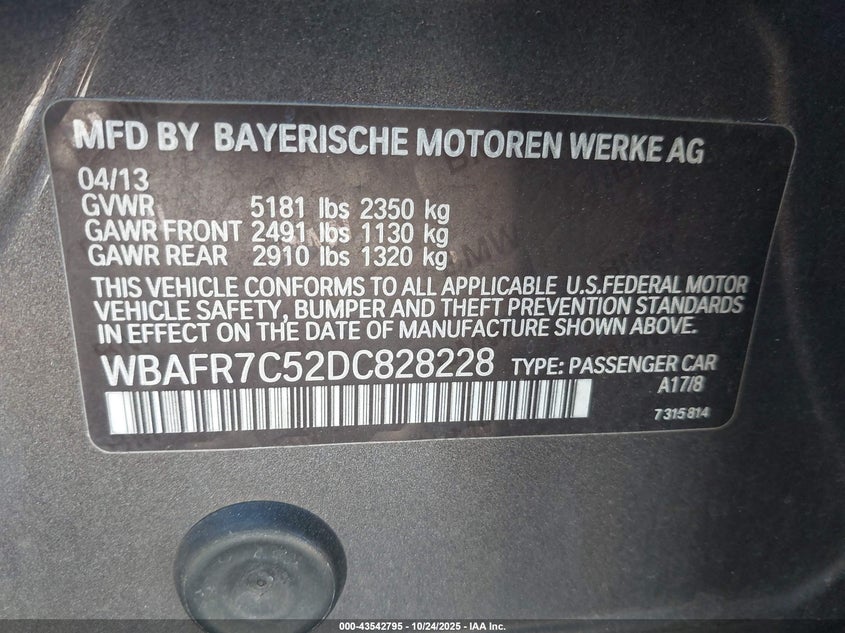 MFD BY BAYERISCHE MOTOREN WERKE AG
04/13
GVWR 5181 lbs 2350 kg
GAWR FRONT 2491 lbs 1130 kg
GAWR REAR 2910 lbs 1320 kg
THIS VEHICLE CONFORMS TO ALL APPLICABLE U.S.FEDERAL MOTOR
VEHICLE SAFETY, BUMPER AND THEFT PREVENTION STANDARDS
IN EFFECT ON THE DATE OF MANUFACTURE SHOWN ABOVE.
WBAFR7C52DC828228 TYPE: PASSENGER CAR
A17/8
7315814
000-43542795 - 10/24/2025 - IAA Inc.